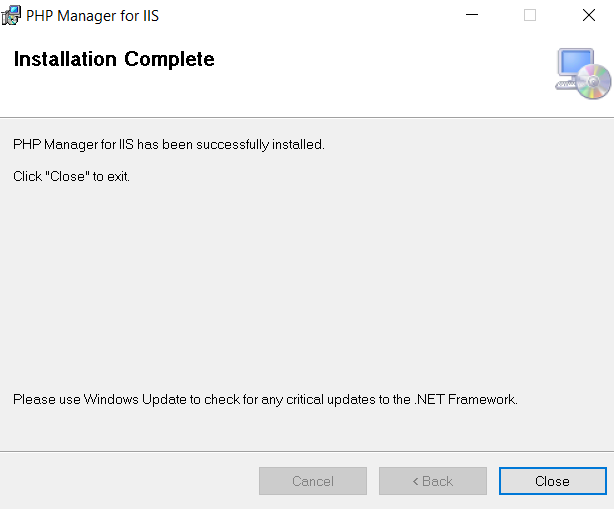 PHP Manager for IIS
Installation Complete
PHP Manager for IIS has been successfully installed.
Click "Close" to exit.
Please use Windows Update to check for any critical updates to the .NET Framework.
Cancel
< Back
Close